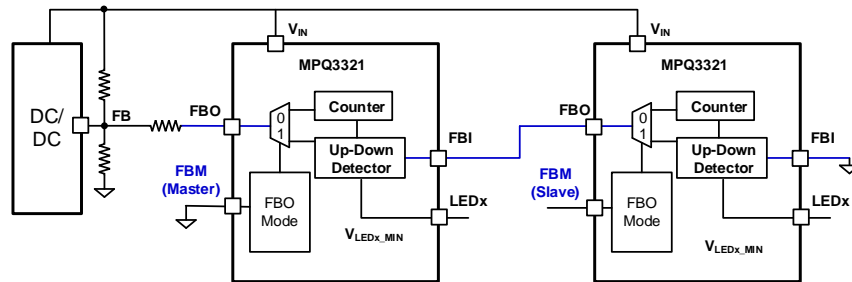 V_IN
V_IN
MPQ3321
MPQ3321
DC/
DC
FB
FBO
0
1
Counter
Up-Down
Detector
FBI
FBM
(Master)
FBO
Mode
LEDx
V_LEDx_MIN
FBO
0
1
Counter
Up-Down
Detector
FBI
FBM
(Slave)
FBO
Mode
LEDx
V_LEDx_MIN